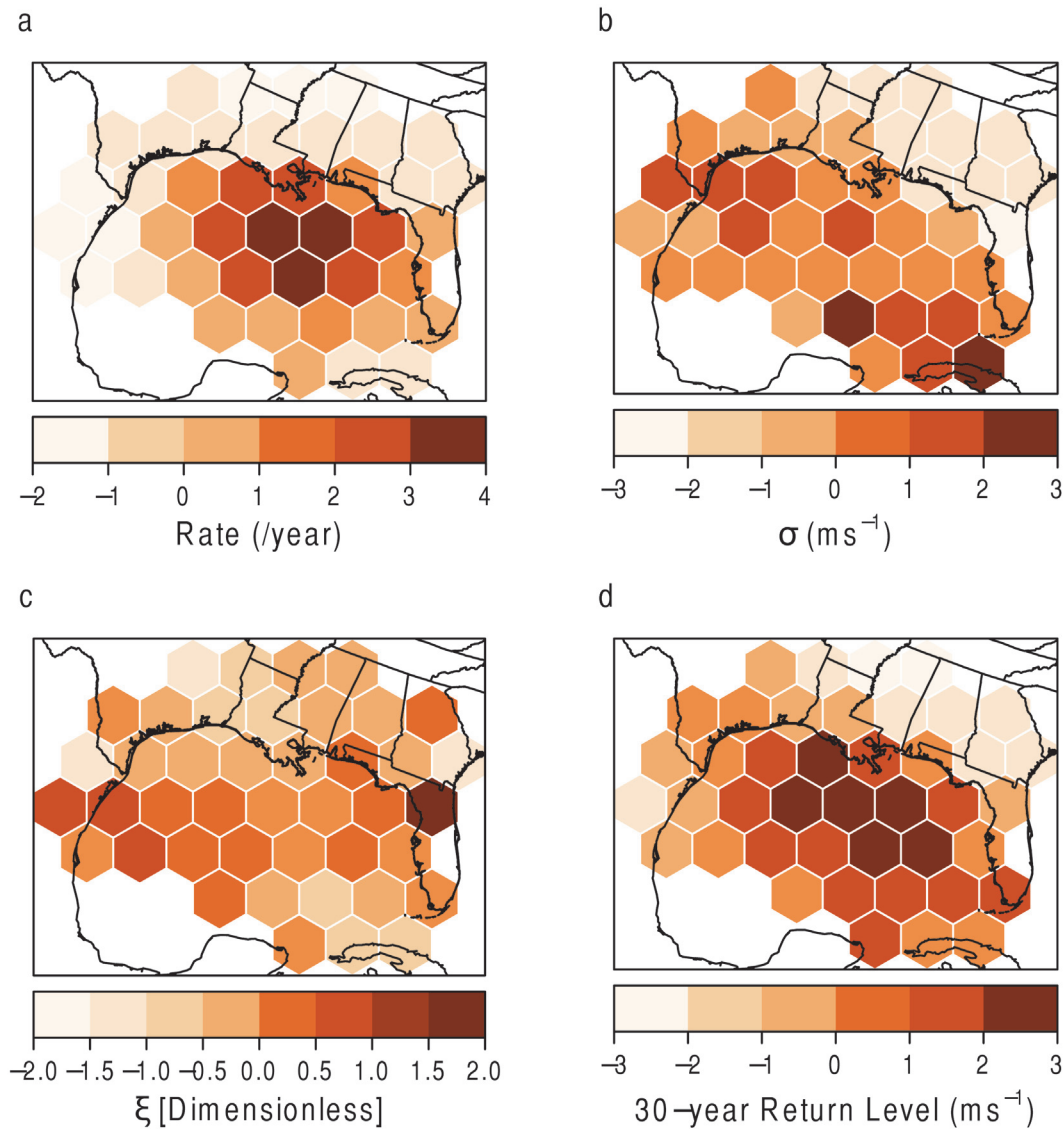 a
b
−2 −1 0 1 2 3 4
Rate (/year)
−3 −2 −1 0 1 2 3
σ (ms⁻¹)
c
d
−2.0 −1.5 −1.0 −0.5 0.0 0.5 1.0 1.5 2.0
ξ [Dimensionless]
−3 −2 −1 0 1 2 3
30−year Return Level (ms⁻¹)